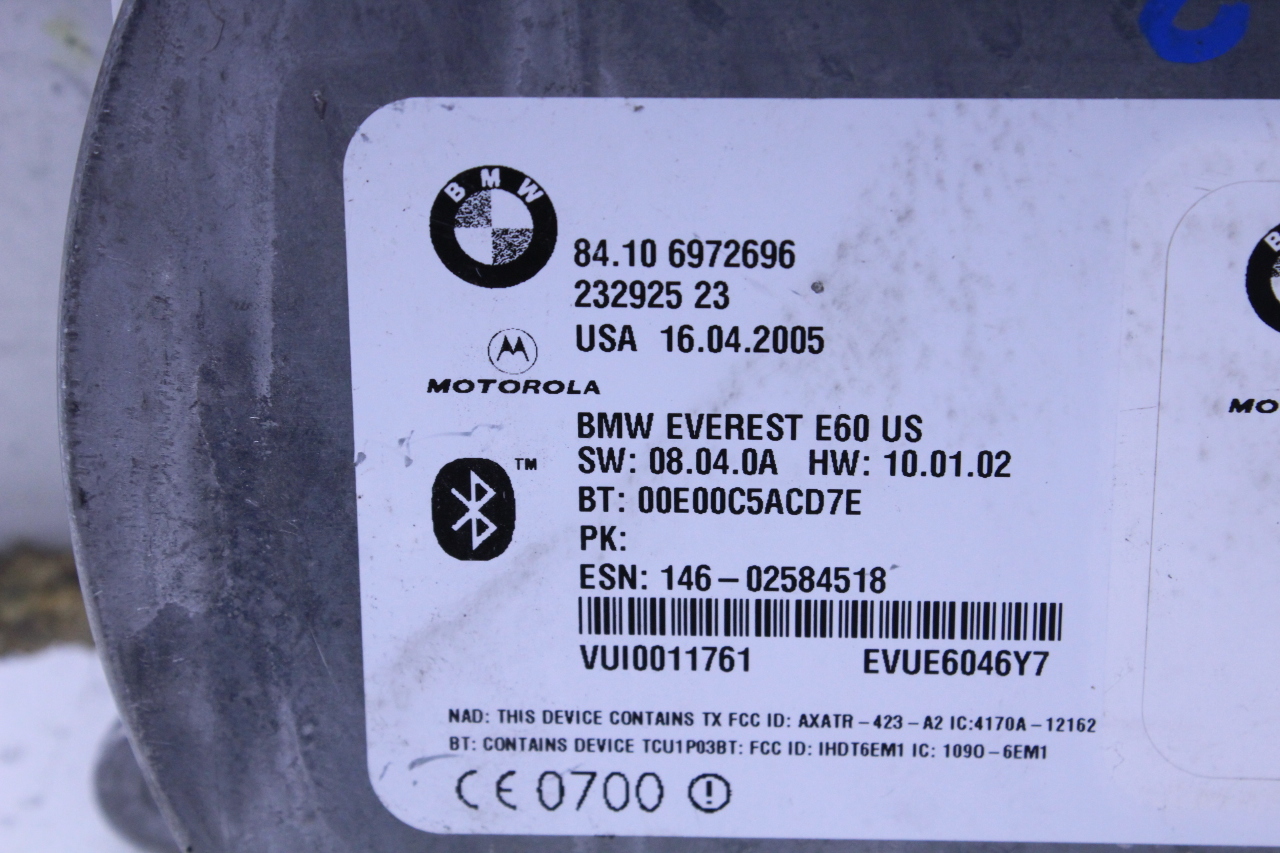 BMW
84.10 6972696
232925 23
USA 16.04.2005
MOTOROLA
BMW EVEREST E60 US
SW: 08.04.0A HW: 10.01.02
™
BT: 00E00C5ACD7E
PK:
ESN: 146-02584518
VUI0011761 EVUE6046Y7
NAD: THIS DEVICE CONTAINS TX FCC ID: AXATR-423-A2 IC:4170A-12162
BT: CONTAINS DEVICE TCU1P03BT: FCC ID: IHDT6EM1 IC: 1090-6EM1
CE 0700
B
MO